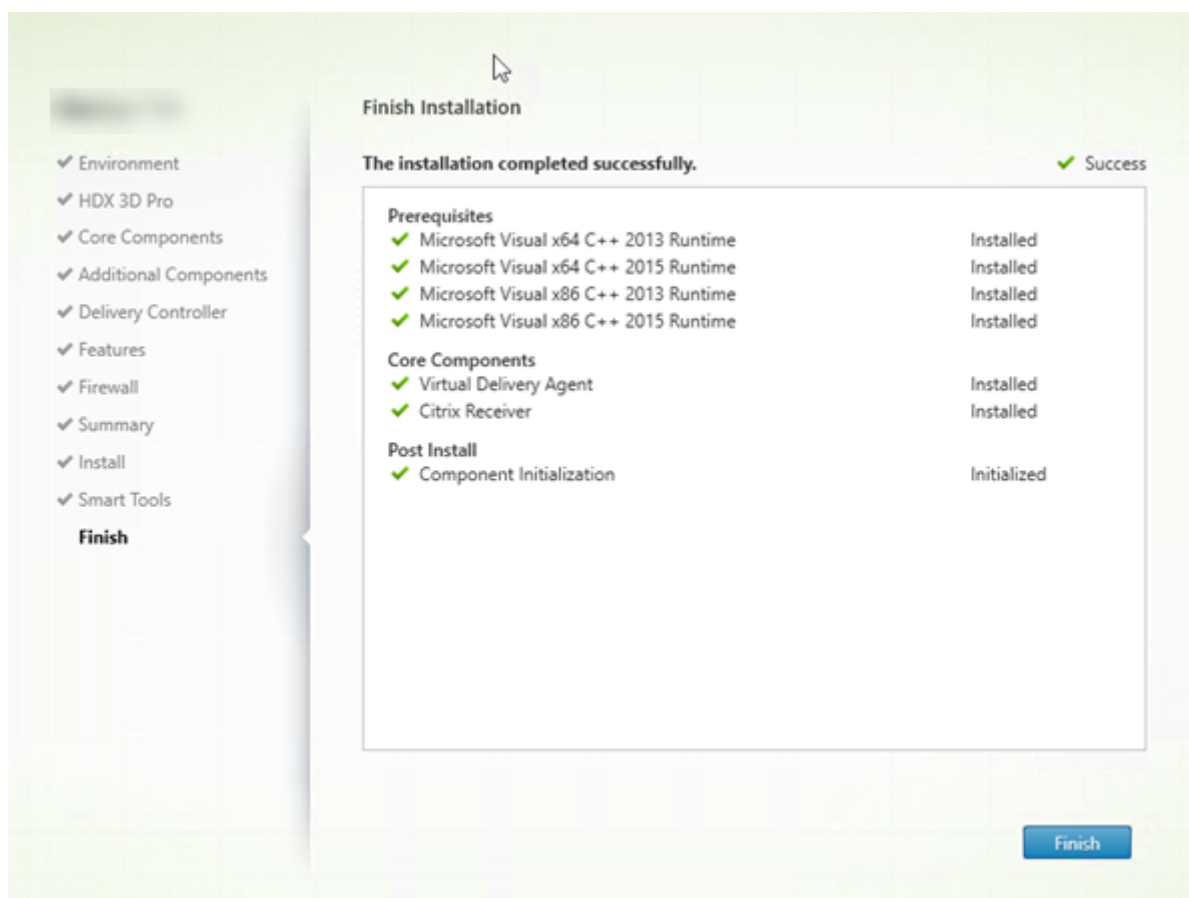 Finish Installation
Environment
HDX 3D Pro
Core Components
Additional Components
Delivery Controller
Features
Firewall
Summary
Install
Smart Tools
Finish
The installation completed successfully. Success
Prerequisites
Microsoft Visual x64 C++ 2013 Runtime Installed
Microsoft Visual x64 C++ 2015 Runtime Installed
Microsoft Visual x86 C++ 2013 Runtime Installed
Microsoft Visual x86 C++ 2015 Runtime Installed
Core Components
Virtual Delivery Agent Installed
Citrix Receiver Installed
Post Install
Component Initialization Initialized
Finish